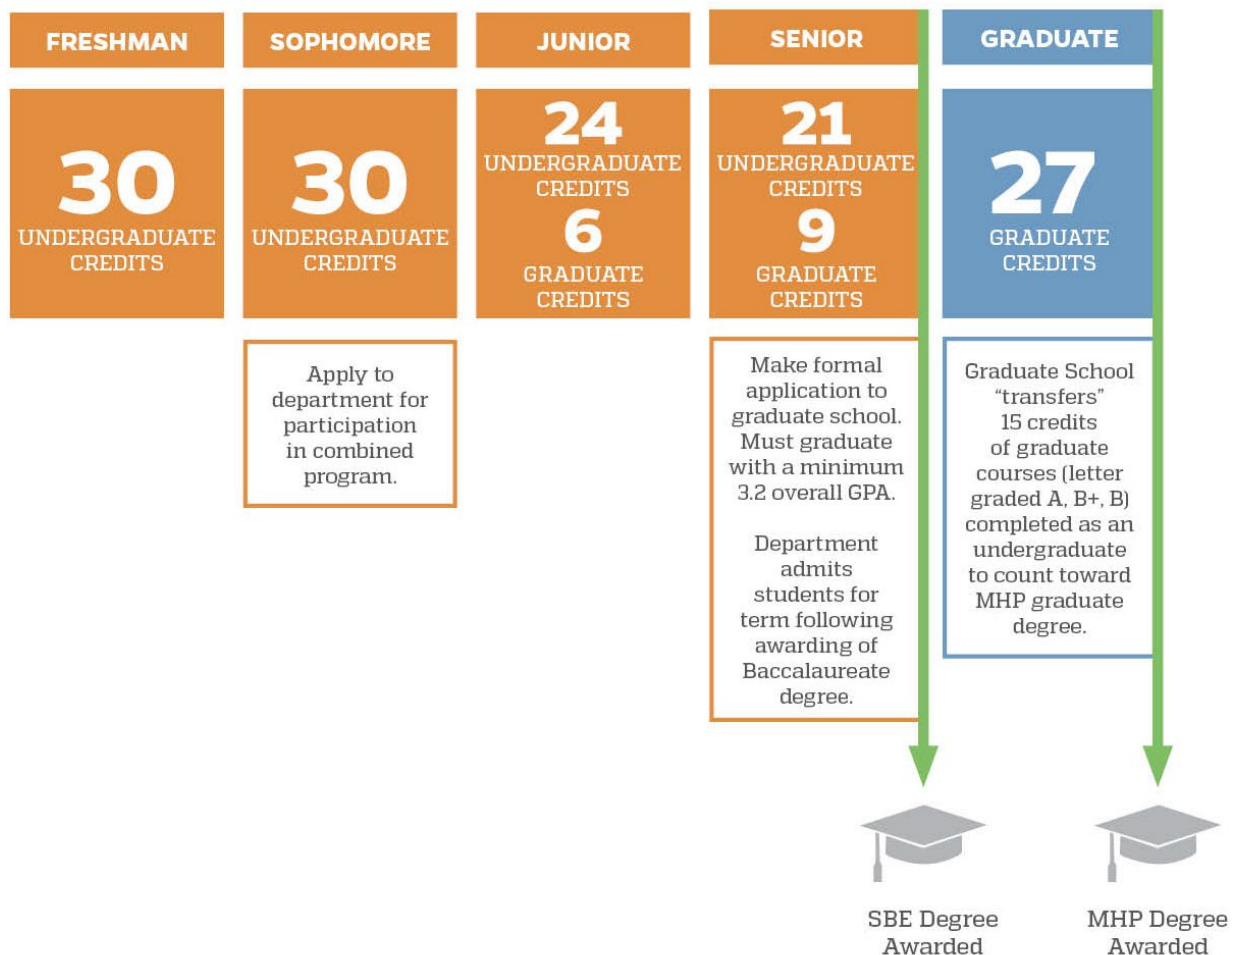 FRESHMAN
30
UNDERGRADUATE
CREDITS
SOPHOMORE
30
UNDERGRADUATE
CREDITS
Apply to
department for
participation
in combined
program.
JUNIOR
24
UNDERGRADUATE
CREDITS
6
GRADUATE
CREDITS
SENIOR
21
UNDERGRADUATE
CREDITS
9
GRADUATE
CREDITS
Make formal
application to
graduate school.
Must graduate
with a minimum
3.2 overall GPA.
Department
admits
students for
term following
awarding of
Baccalaureate
degree.
SBE Degree
Awarded
GRADUATE
27
GRADUATE
CREDITS
Graduate School
“transfers”
15 credits
of graduate
courses (letter
graded A, B+, B)
completed as an
undergraduate
to count toward
MHP graduate
degree.
MHP Degree
Awarded